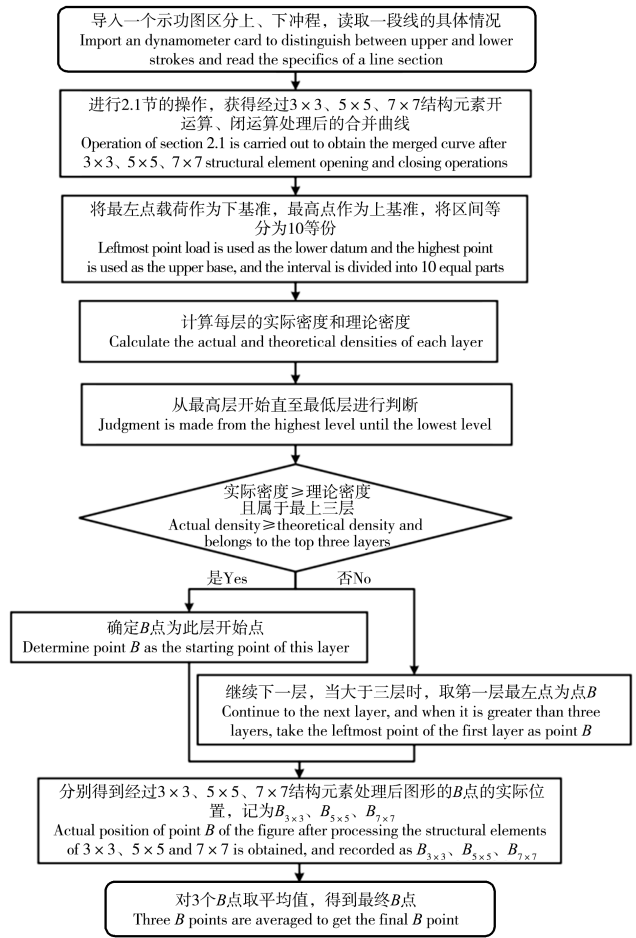 导入一个示功图区分上、下冲程，读取一段线的具体情况
Import an dynamometer card to distinguish between upper and lower
strokes and read the specifics of a line section
进行2.1节的操作，获得经过3×3、5×5、7×7结构元素开
运算、闭运算处理后的合并曲线
Operation of section 2.1 is carried out to obtain the merged curve after
3×3、5×5、7×7 structural element opening and closing operations
将最左点载荷作为下基准，最高点作为上基准，将区间等
分为10等份
Leftmost point load is used as the lower datum and the highest point
is used as the upper base, and the interval is divided into 10 equal parts
计算每层的实际密度和理论密度
Calculate the actual and theoretical densities of each layer
从最高层开始直至最低层进行判断
Judgment is made from the highest level until the lowest level
实际密度≥理论密度
且属于最上三层
Actual density≥theoretical density and
belongs to the top three layers
是Yes
否No
确定B点为此层开始点
Determine point B as the starting point of this layer
继续下一层，当大于三层时，取第一层最左点为点B
Continue to the next layer, and when it is greater than three
layers, take the leftmost point of the first layer as point B
分别得到经过3×3、5×5、7×7结构元素处理后图形的B点的实际位
置，记为B3×3、B5×5、B7×7
Actual position of point B of the figure after processing the structural elements
of 3×3、5×5 and 7×7 is obtained, and recorded as B3×3、B5×5、B7×7
对3个B点取平均值，得到最终B点
Three B points are averaged to get the final B point